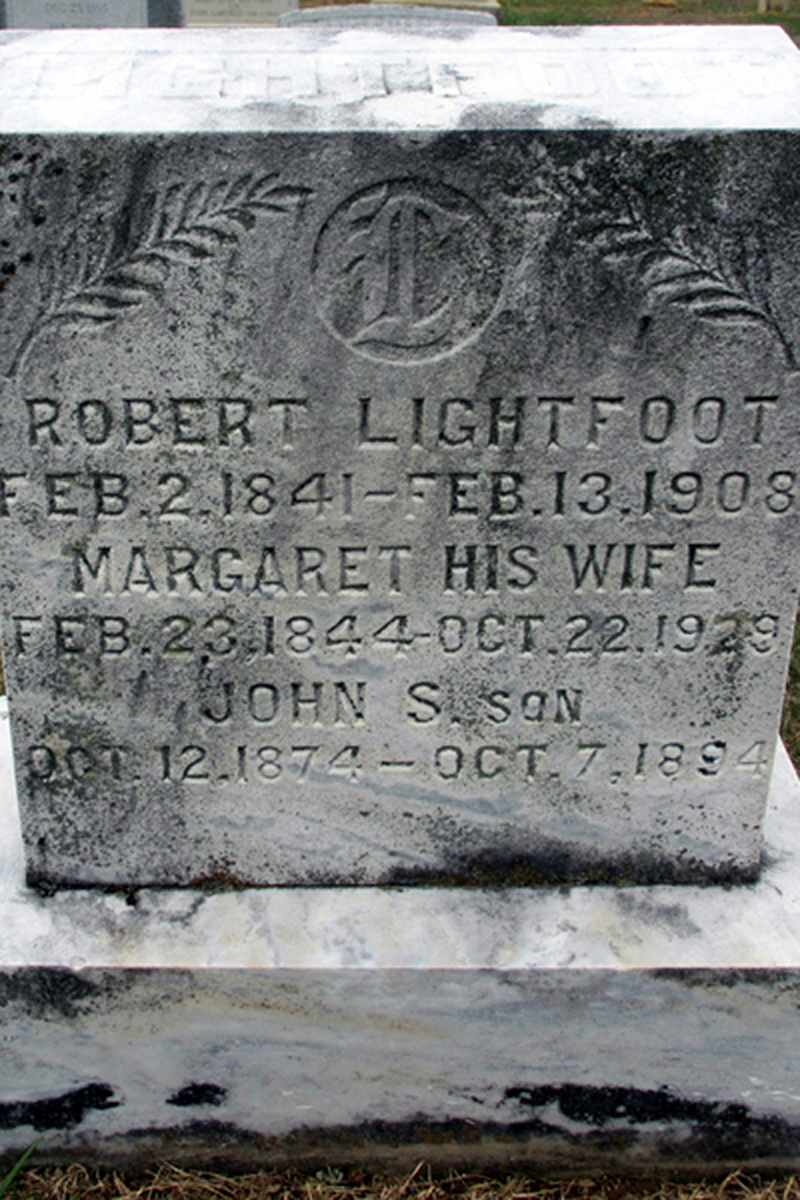 LIGHTFOOT
L
ROBERT LIGHTFOOT
FEB. 2, 1841 – FEB. 13, 1908
MARGARET HIS WIFE
FEB. 23, 1844 - OCT. 22, 1929
JOHN S. SON
OCT. 12, 1874 – OCT. 7, 1894